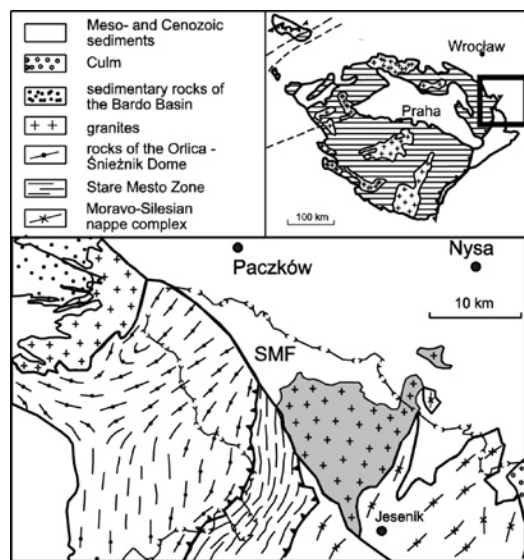 Meso- and Cenozoic
sediments
Culm
sedimentary rocks of
the Bardo Basin
granites
rocks of the Orlica -
Śnieżnik Dome
Stare Mesto Zone
Moravo-Silesian
nappe complex
Wrocław
Praha
100 km
Paczków
Nysa
10 km
SMF
Jesenik